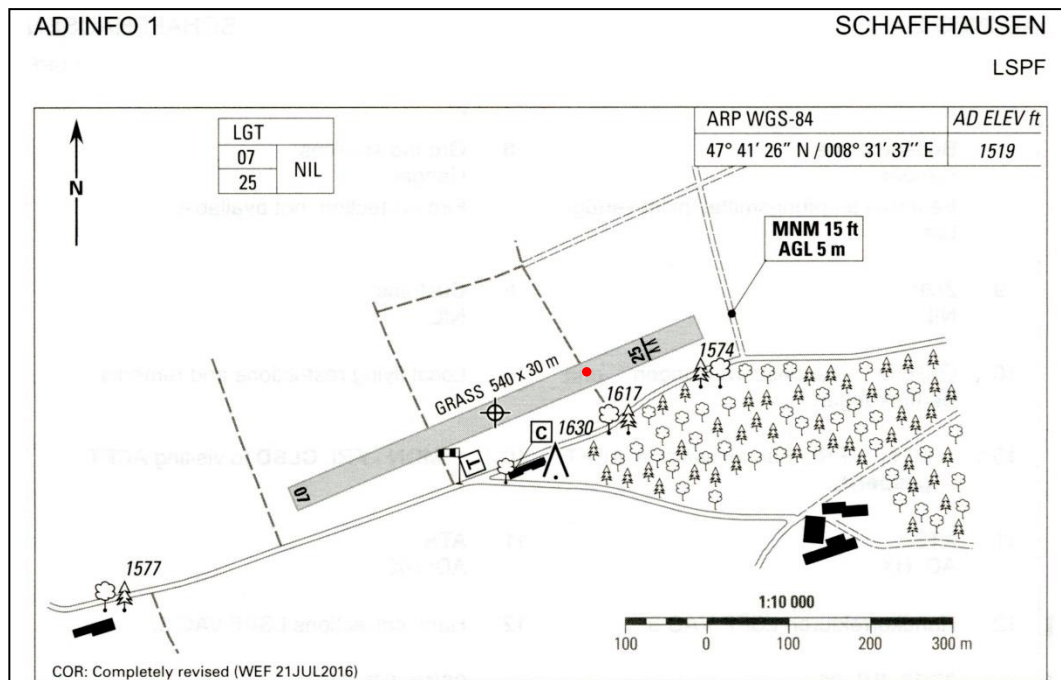 AD INFO 1
SCHAFFHAUSEN
LSPF
LGT
07
25
NIL
ARP WGS-84
AD ELEV ft
47° 41' 26" N / 008° 31' 37" E
1519
N
MNM 15 ft
AGL 5 m
25
1574
GRASS 540 x 30 m
1617
1630
C
T
07
1577
1:10 000
100 0 100 200 300 m
COR: Completely revised (WEF 21JUL2016)